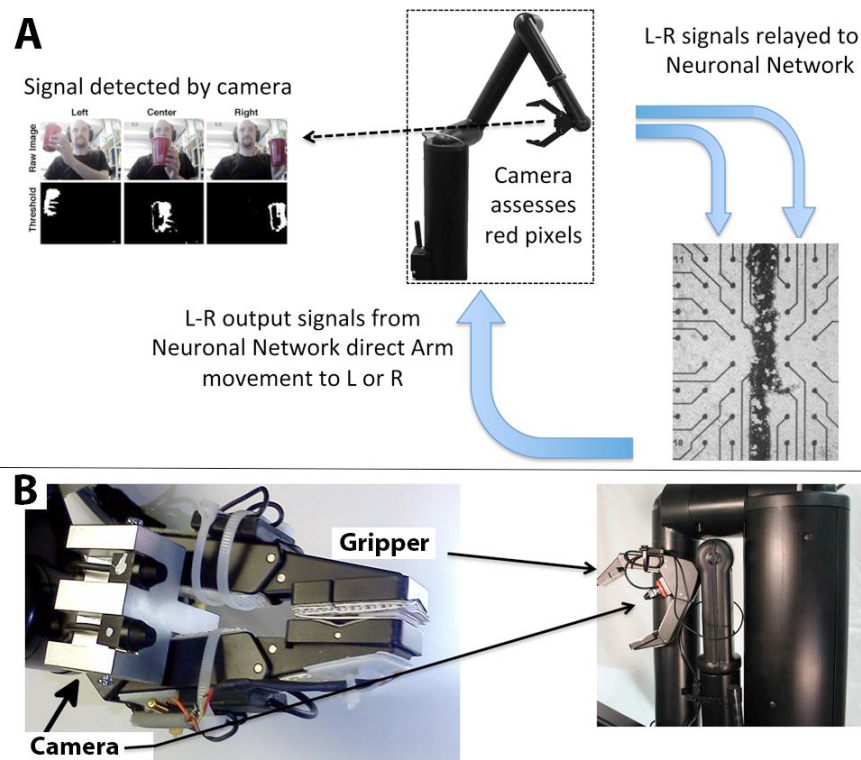 A
Signal detected by camera
Left Center Right
Raw Image
Threshold
Camera
assesses
red pixels
L-R signals relayed to
Neuronal Network
11
18
L-R output signals from
Neuronal Network direct Arm
movement to L or R
B
Gripper
Camera